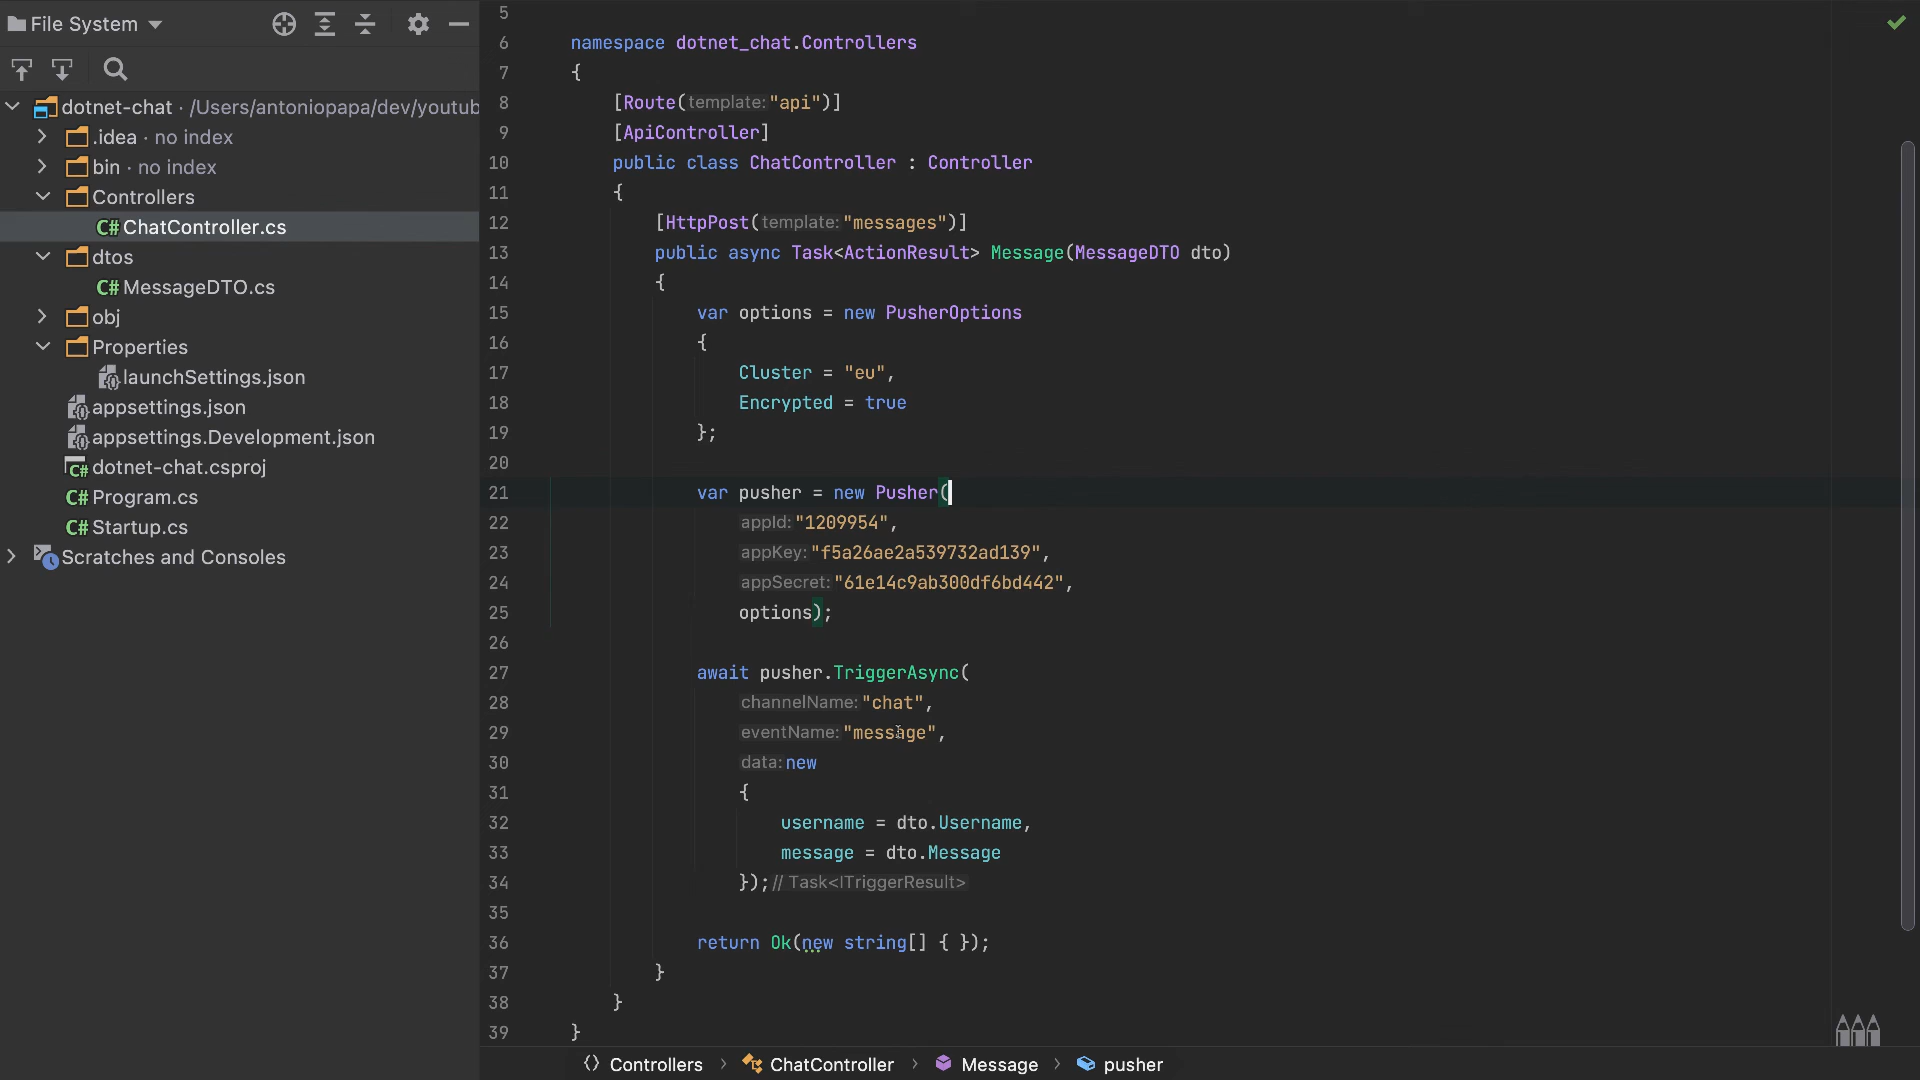 File System
dotnet-chat · /Users/antoniopapa/dev/youtub
.idea · no index
bin · no index
Controllers
C# ChatController.cs
dtos
C# MessageDTO.cs
obj
Properties
launchSettings.json
appsettings.json
appsettings.Development.json
C# dotnet-chat.csproj
C# Program.cs
C# Startup.cs
Scratches and Consoles
5
6 namespace dotnet_chat.Controllers
7 {
8 [Route(template: "api")]
9 [ApiController]
10 public class ChatController : Controller
11 {
12 [HttpPost(template: "messages")]
13 public async Task<ActionResult> Message(MessageDTO dto)
14 {
15 var options = new PusherOptions
16 {
17 Cluster = "eu",
18 Encrypted = true
19 };
20
21 var pusher = new Pusher(
22 appId: "1209954",
23 appKey: "f5a26ae2a539732ad139",
24 appSecret: "61e14c9ab300df6bd442",
25 options);
26
27 await pusher.TriggerAsync(
28 channelName: "chat",
29 eventName: "message",
30 data: new
31 {
32 username = dto.Username,
33 message = dto.Message
34 }); // Task<ITriggerResult>
35
36 return Ok(new string[] { });
37 }
38 }
39 }
Controllers > ChatController > Message > pusher